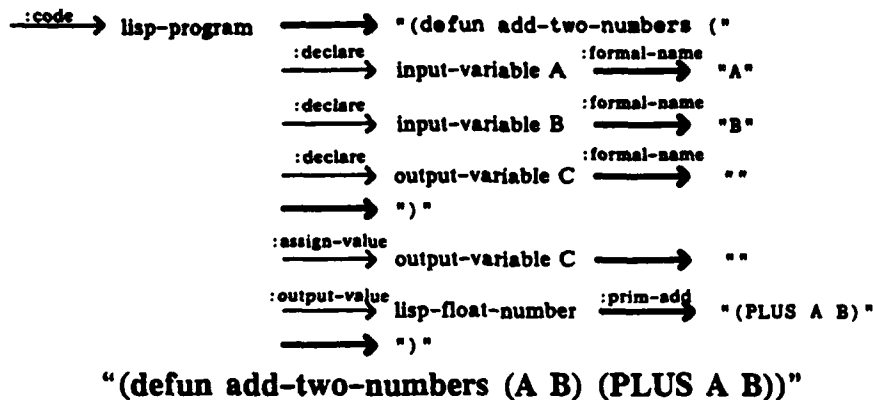 :code lisp-program "(defun add-two-numbers ("
:declare input-variable A :formal-name "A"
:declare input-variable B :formal-name "B"
:declare output-variable C :formal-name ""
")"
:assign-value output-variable C ""
:output-value lisp-float-number :prim-add "(PLUS A B)"
")"
"(defun add-two-numbers (A B) (PLUS A B))"